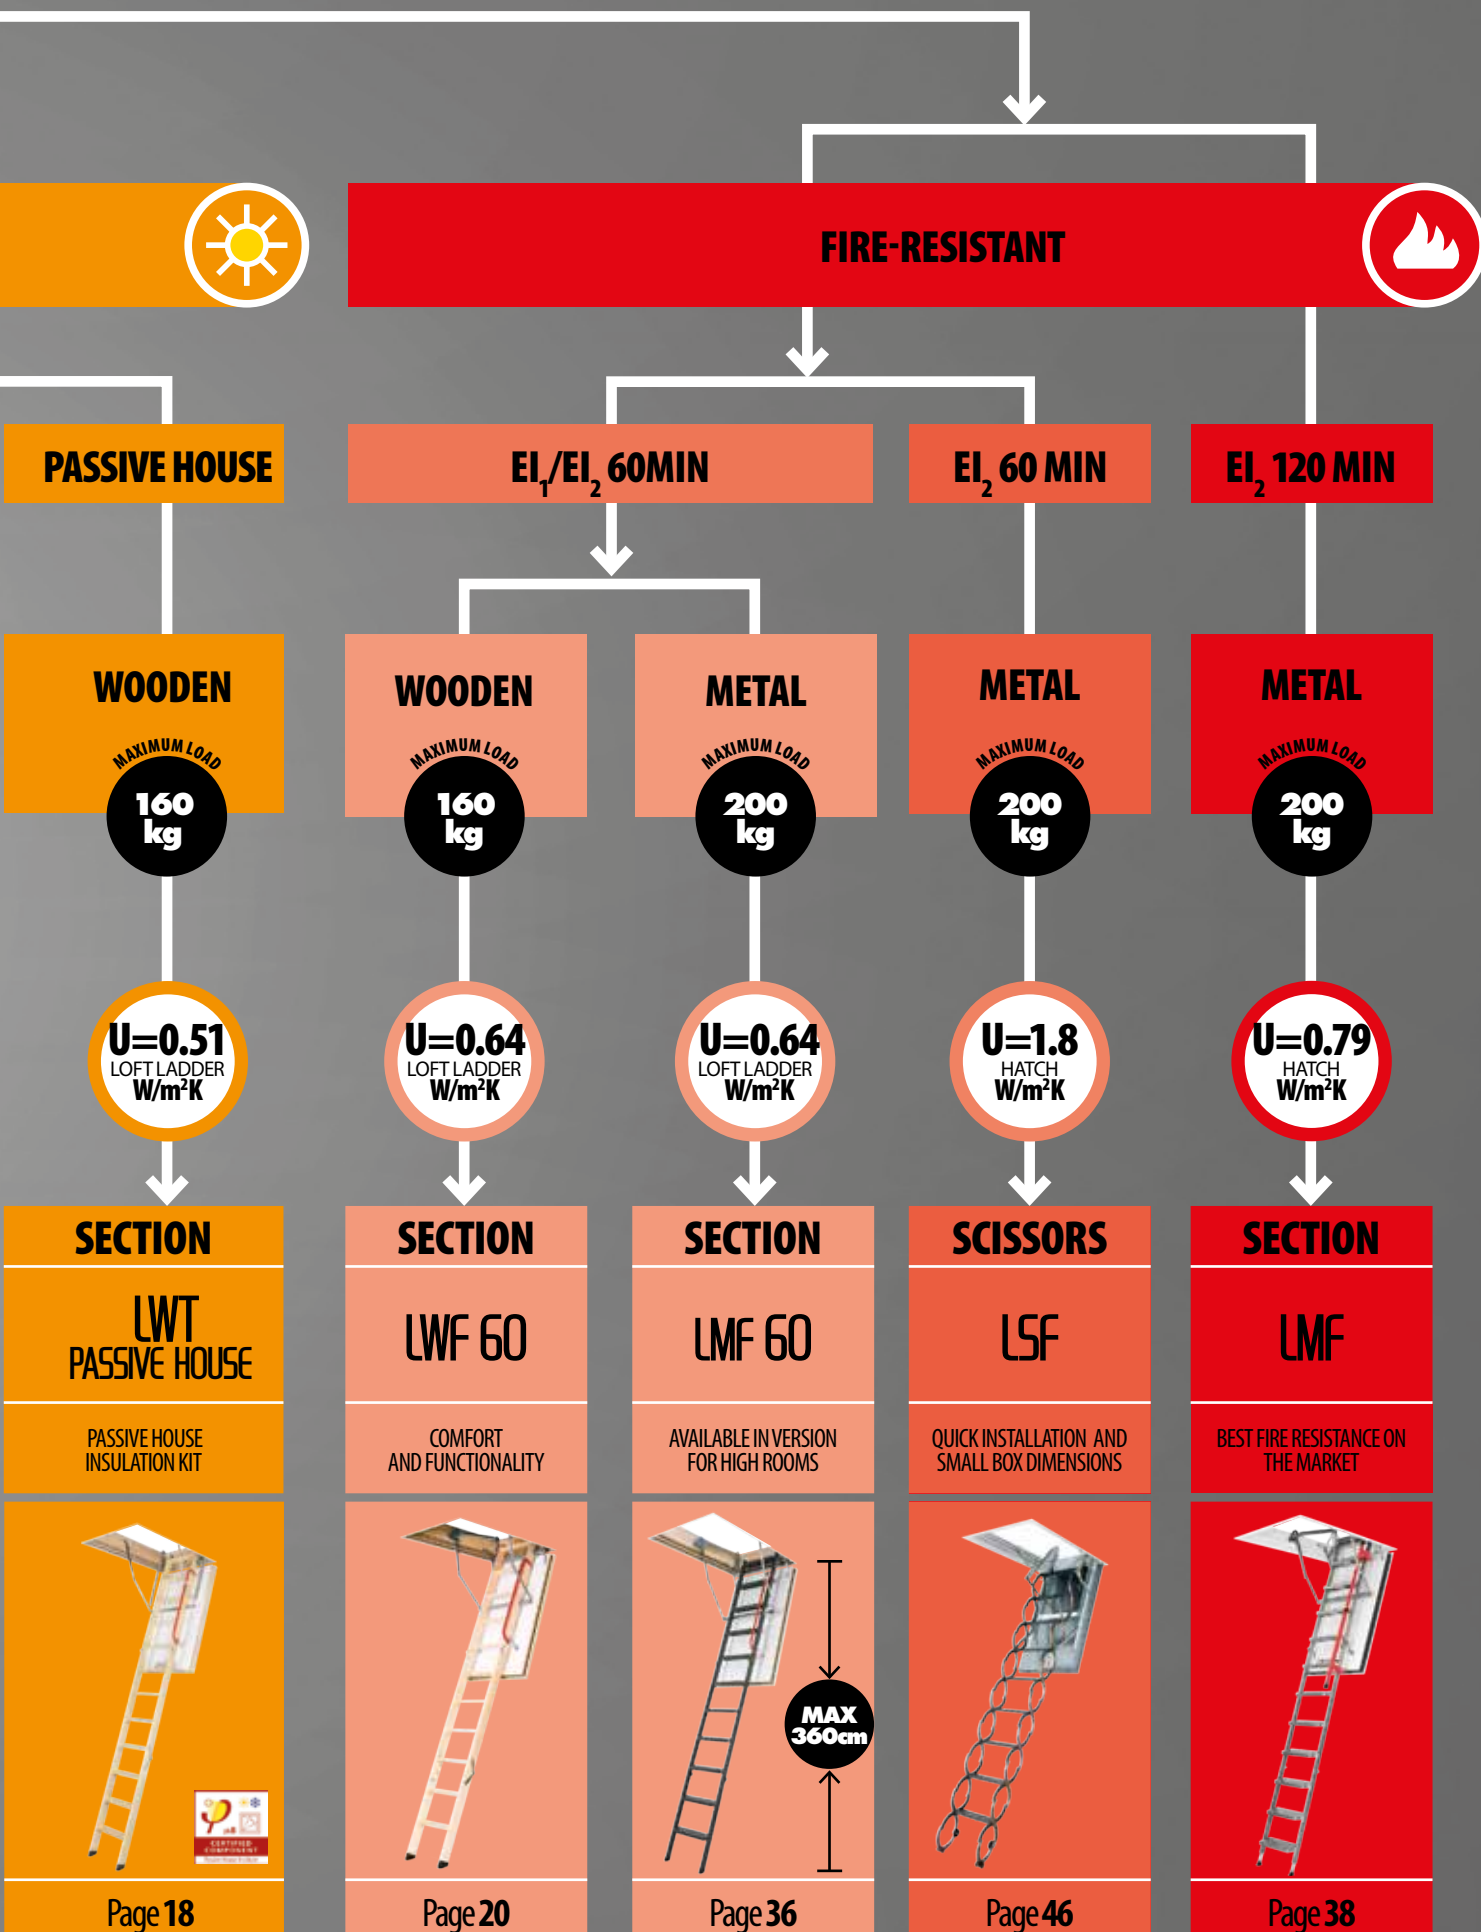 FIRE-RESISTANT
PASSIVE HOUSE
EI₁/EI₂ 60MIN
EI₂ 60 MIN
EI₂ 120 MIN
WOODEN
MAXIMUM LOAD
160
kg
WOODEN
MAXIMUM LOAD
160
kg
METAL
MAXIMUM LOAD
200
kg
METAL
MAXIMUM LOAD
200
kg
METAL
MAXIMUM LOAD
200
kg
U=0.51
LOFT LADDER
W/m²K
U=0.64
LOFT LADDER
W/m²K
U=0.64
LOFT LADDER
W/m²K
U=1.8
HATCH
W/m²K
U=0.79
HATCH
W/m²K
SECTION
LWT
PASSIVE HOUSE
PASSIVE HOUSE
INSULATION KIT
CERTIFIED
COMPONENT
Page 18
SECTION
LWF 60
COMFORT
AND FUNCTIONALITY
Page 20
SECTION
LMF 60
AVAILABLE IN VERSION
FOR HIGH ROOMS
MAX
360cm
Page 36
SCISSORS
LSF
QUICK INSTALLATION AND
SMALL BOX DIMENSIONS
Page 46
SECTION
LMF
BEST FIRE RESISTANCE ON
THE MARKET
Page 38